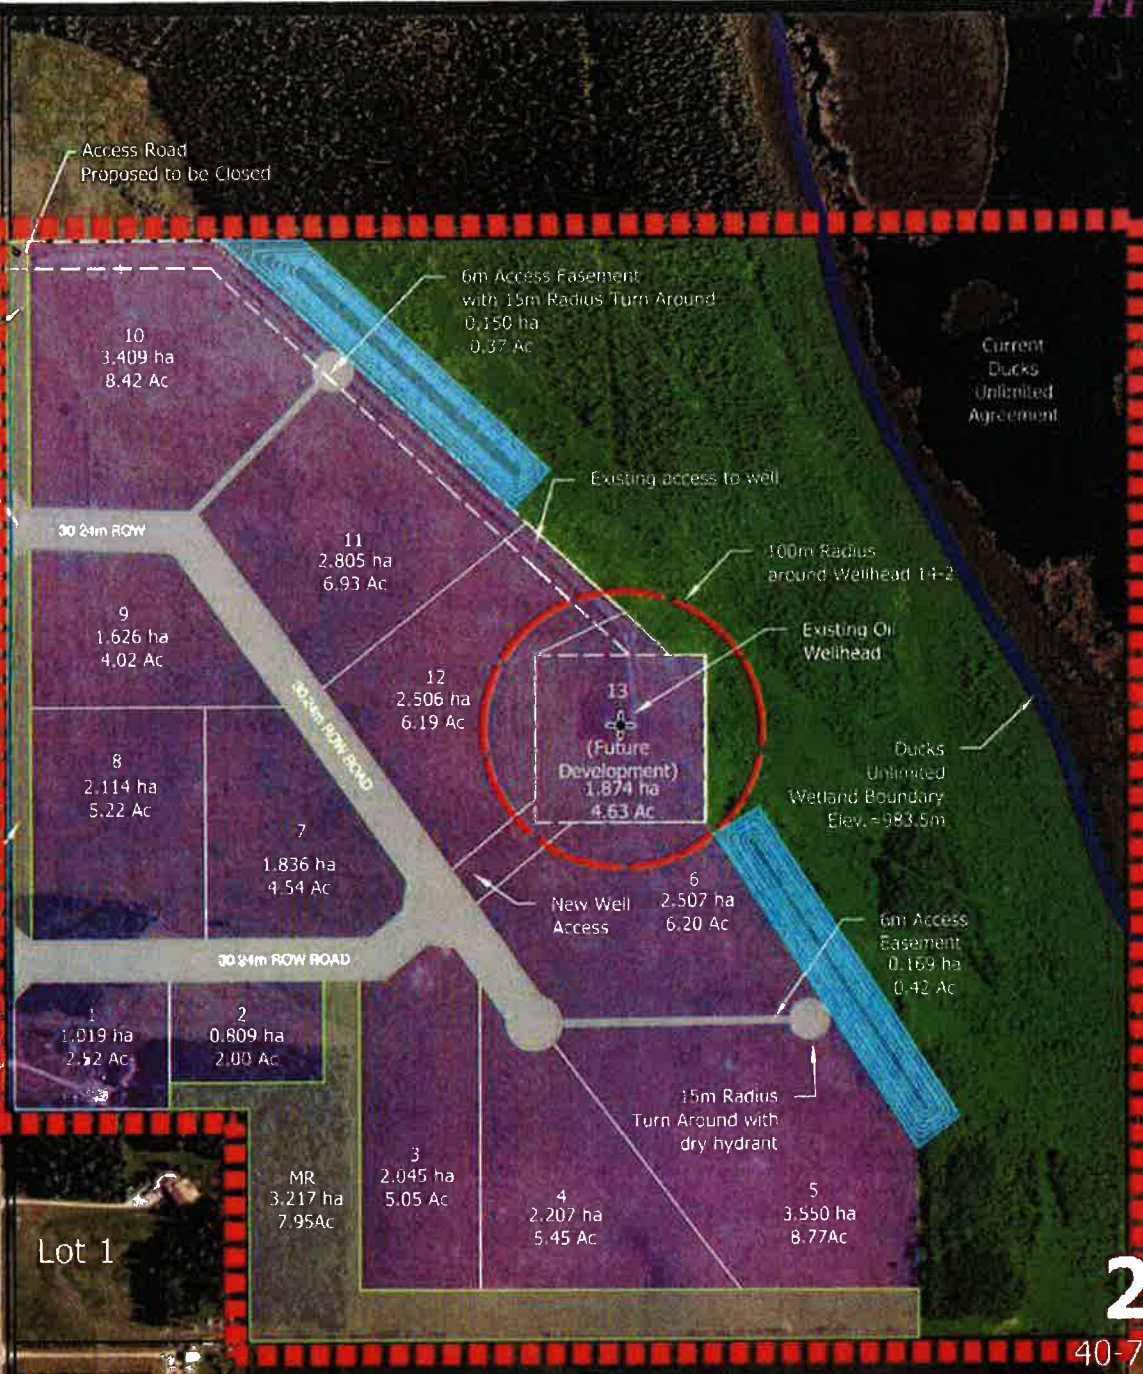 Access Road
Proposed to be Closed
6m Access Easement
with 15m Radius Turn Around
0.150 ha
0.37 Ac
10
3.409 ha
8.42 Ac
Current
Ducks
Unlimited
Agreement
Existing access to well
30.24m ROW
11
2.805 ha
6.93 Ac
100m Radius
around Wellhead 14-2
9
1.626 ha
4.02 Ac
Existing Oil
Wellhead
12
2.506 ha
6.19 Ac
13
(Future
Development)
1.874 ha
4.63 Ac
30.24m ROW ROAD
8
2.114 ha
5.22 Ac
Ducks
Unlimited
Wetland Boundary
Elev.=983.5m
7
1.836 ha
4.54 Ac
6
2.507 ha
6.20 Ac
New Well
Access
6m Access
Easement
0.169 ha
0.42 Ac
30.24m ROW ROAD
1
1.019 ha
2.52 Ac
2
0.809 ha
2.00 Ac
15m Radius
Turn Around with
dry hydrant
3
2.045 ha
5.05 Ac
MR
3.217 ha
7.95Ac
4
2.207 ha
5.45 Ac
5
3.550 ha
8.77Ac
Lot 1
2
40-7